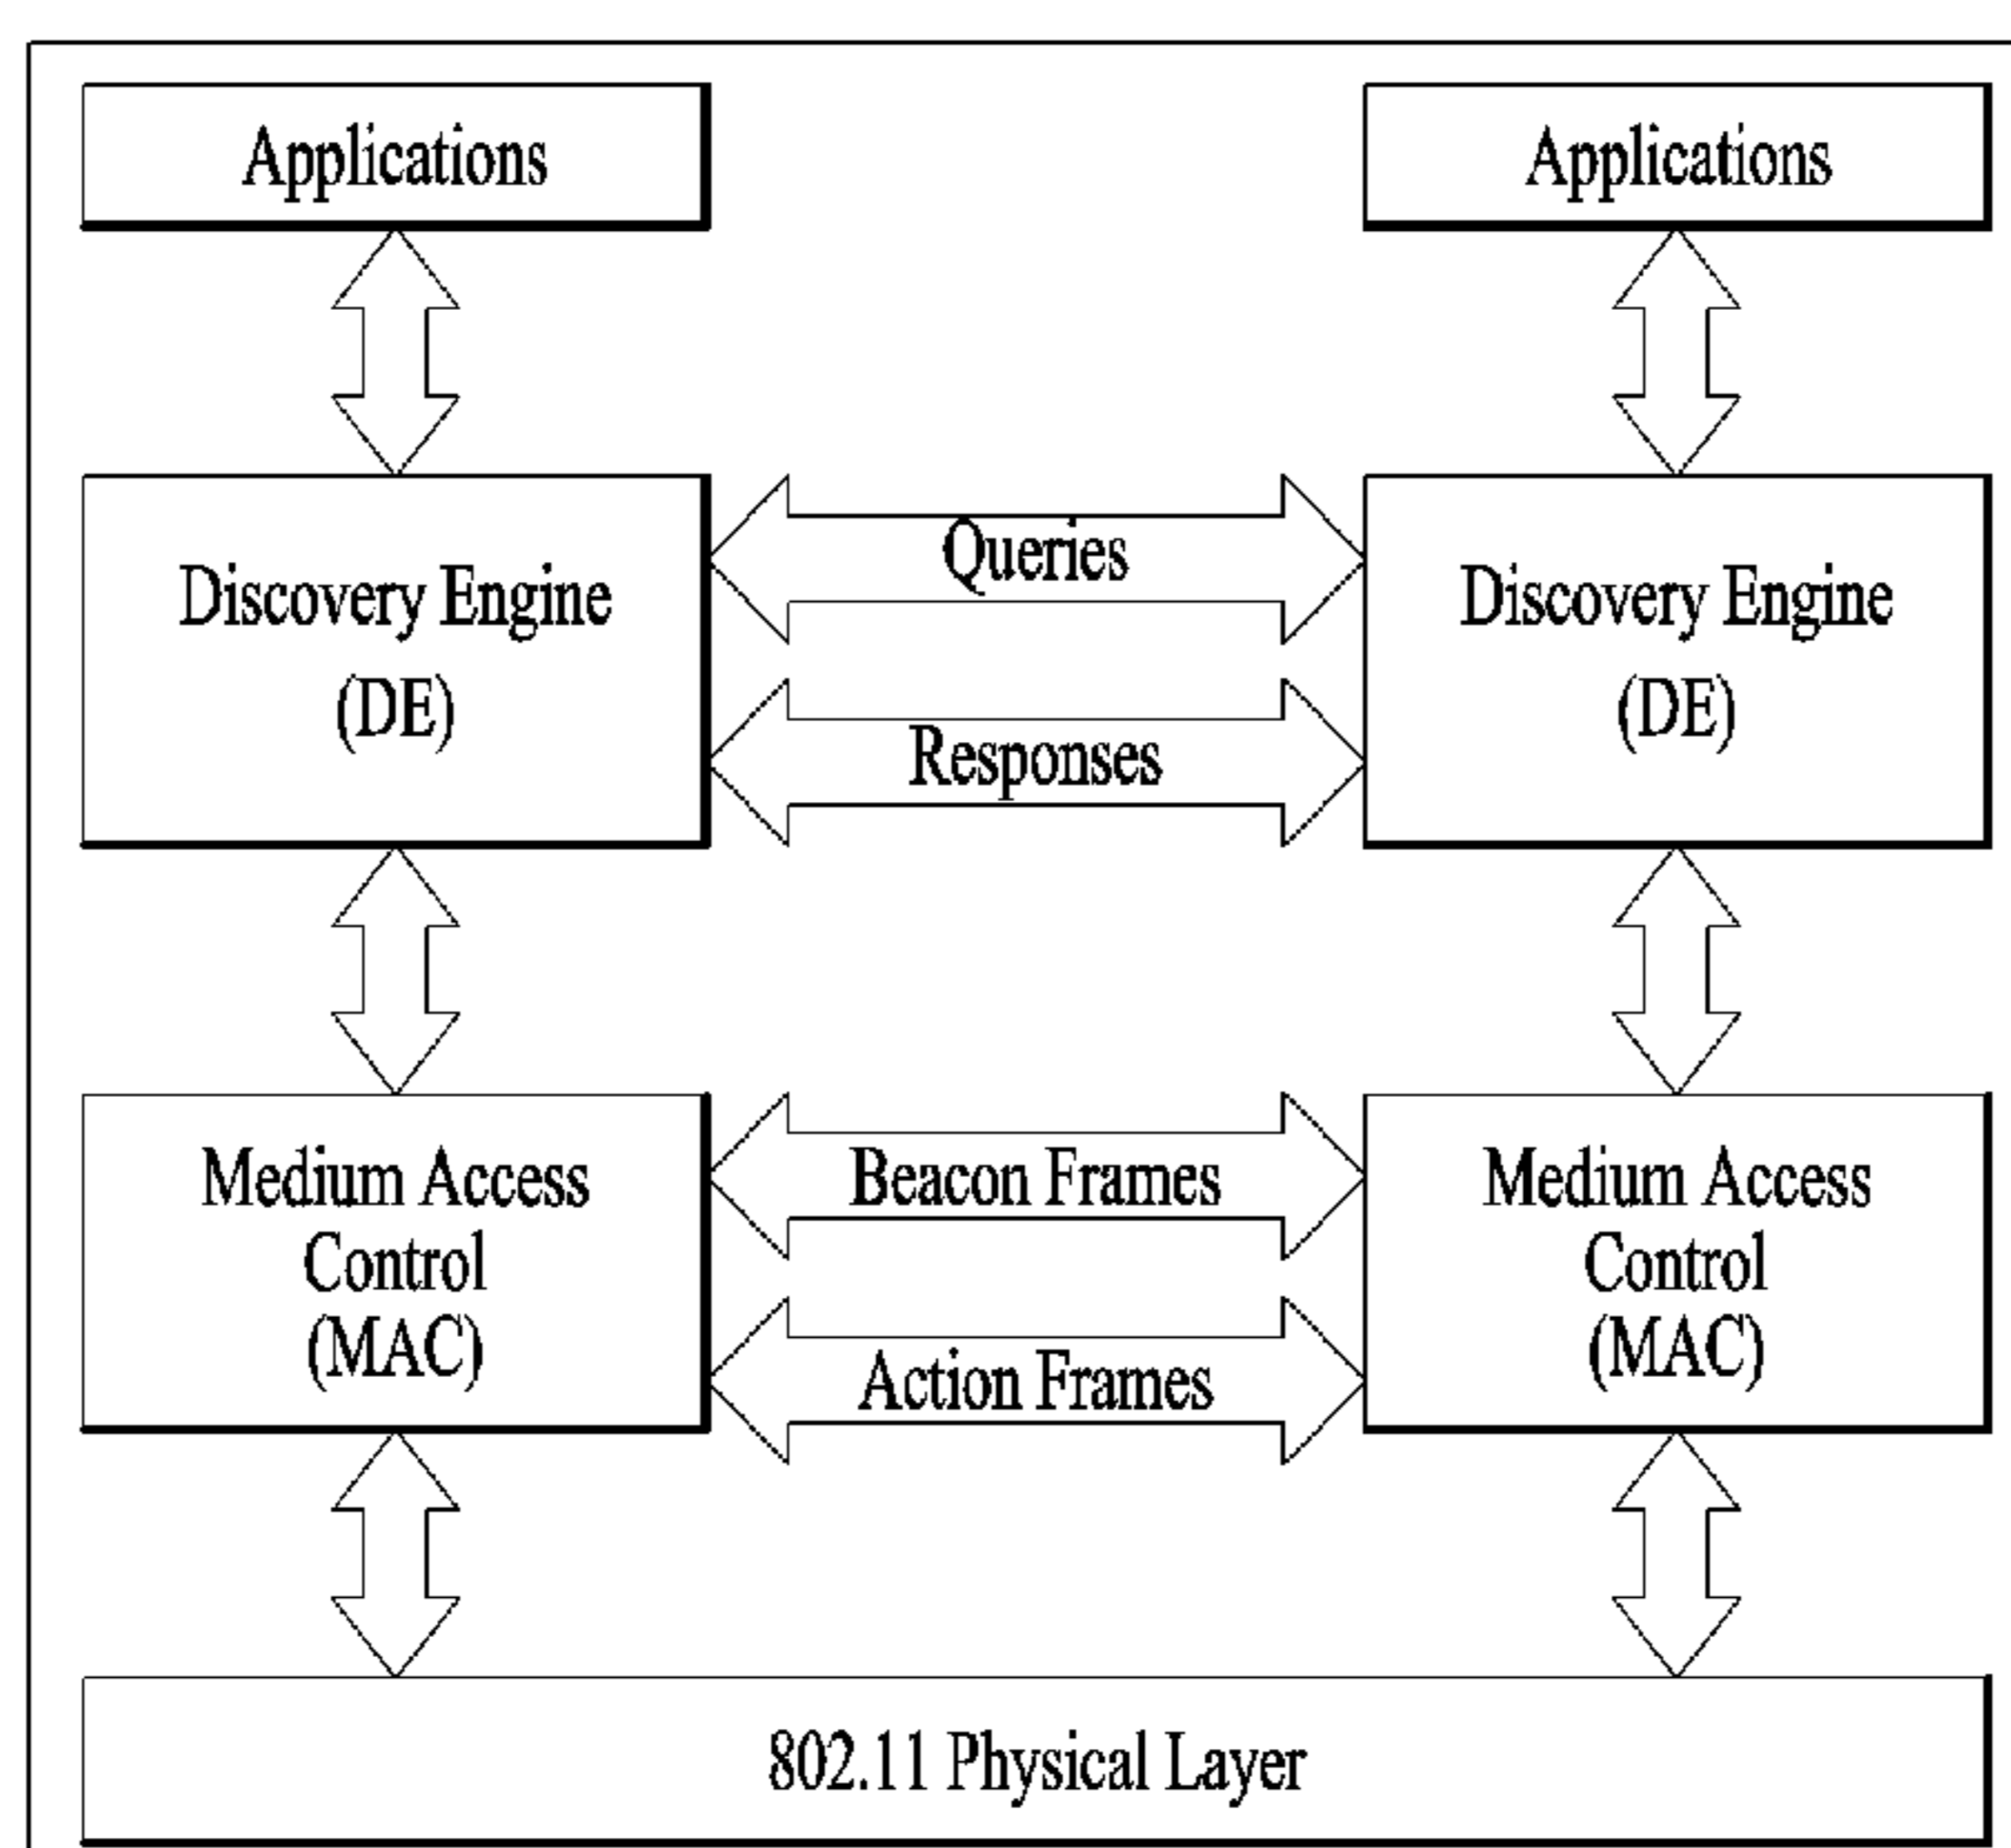 Applications
Applications
Discovery Engine
(DE)
Queries
Responses
Discovery Engine
(DE)
Medium Access
Control
(MAC)
Beacon Frames
Action Frames
Medium Access
Control
(MAC)
802.11 Physical Layer